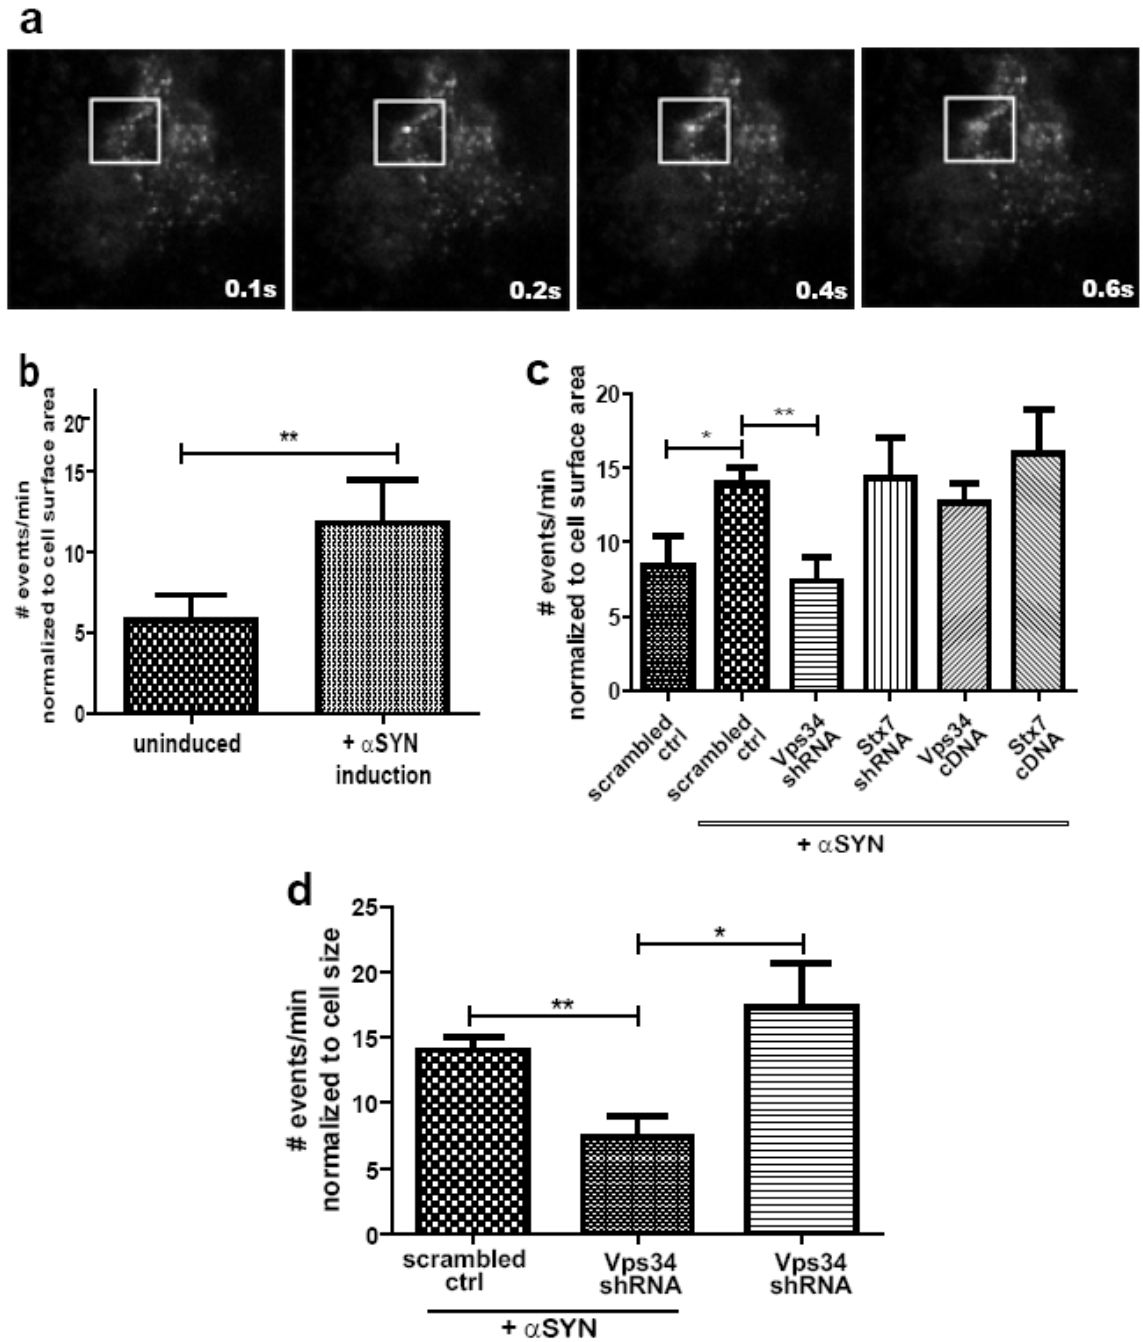 a
0.1s
0.2s
0.4s
0.6s
b
# events/min
normalized to cell surface area
20
15
10
5
0
**
uninduced
+ αSYN
induction
c
# events/min
normalized to cell surface area
20
15
10
5
0
*
**
scrambled
ctrl
scrambled
ctrl
Vps34
shRNA
Stx7
shRNA
Vps34
cDNA
Stx7
cDNA
+ αSYN
d
# events/min
normalized to cell size
25
20
15
10
5
0
**
*
scrambled
ctrl
Vps34
shRNA
Vps34
shRNA
+ αSYN